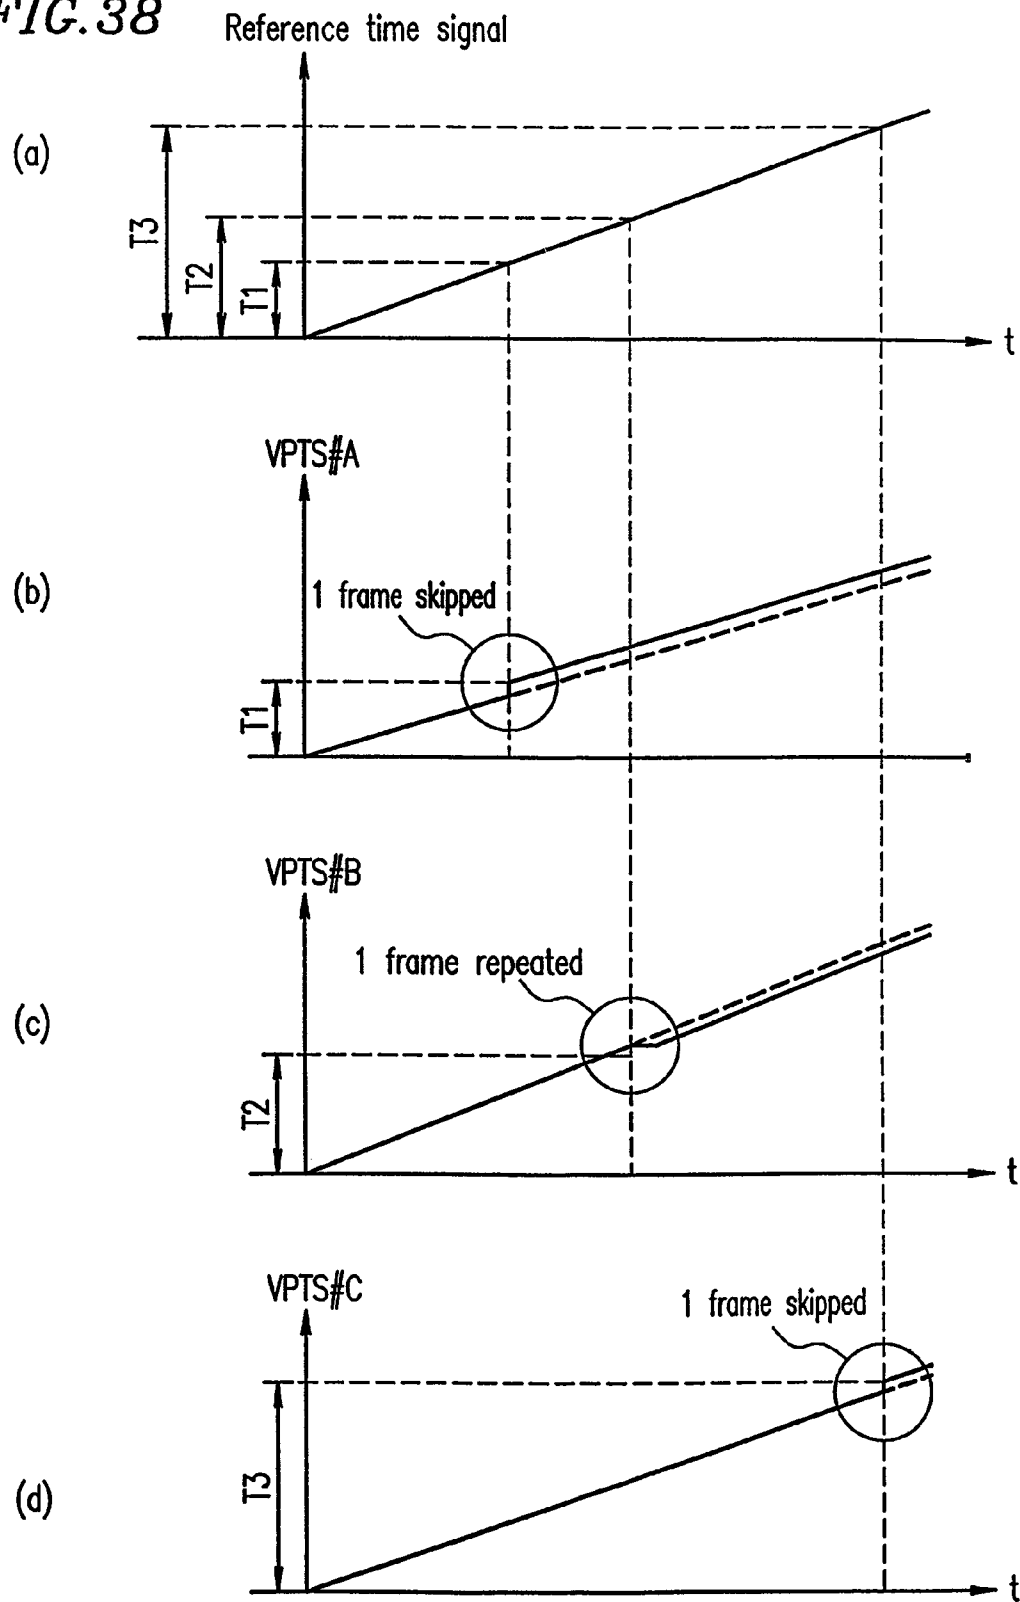 FIG.38
Reference time signal
(a)
T3
T2
T1
t
VPTS#A
(b)
1 frame skipped
T1
VPTS#B
1 frame repeated
(c)
T2
t
VPTS#C
1 frame skipped
T3
(d)
t